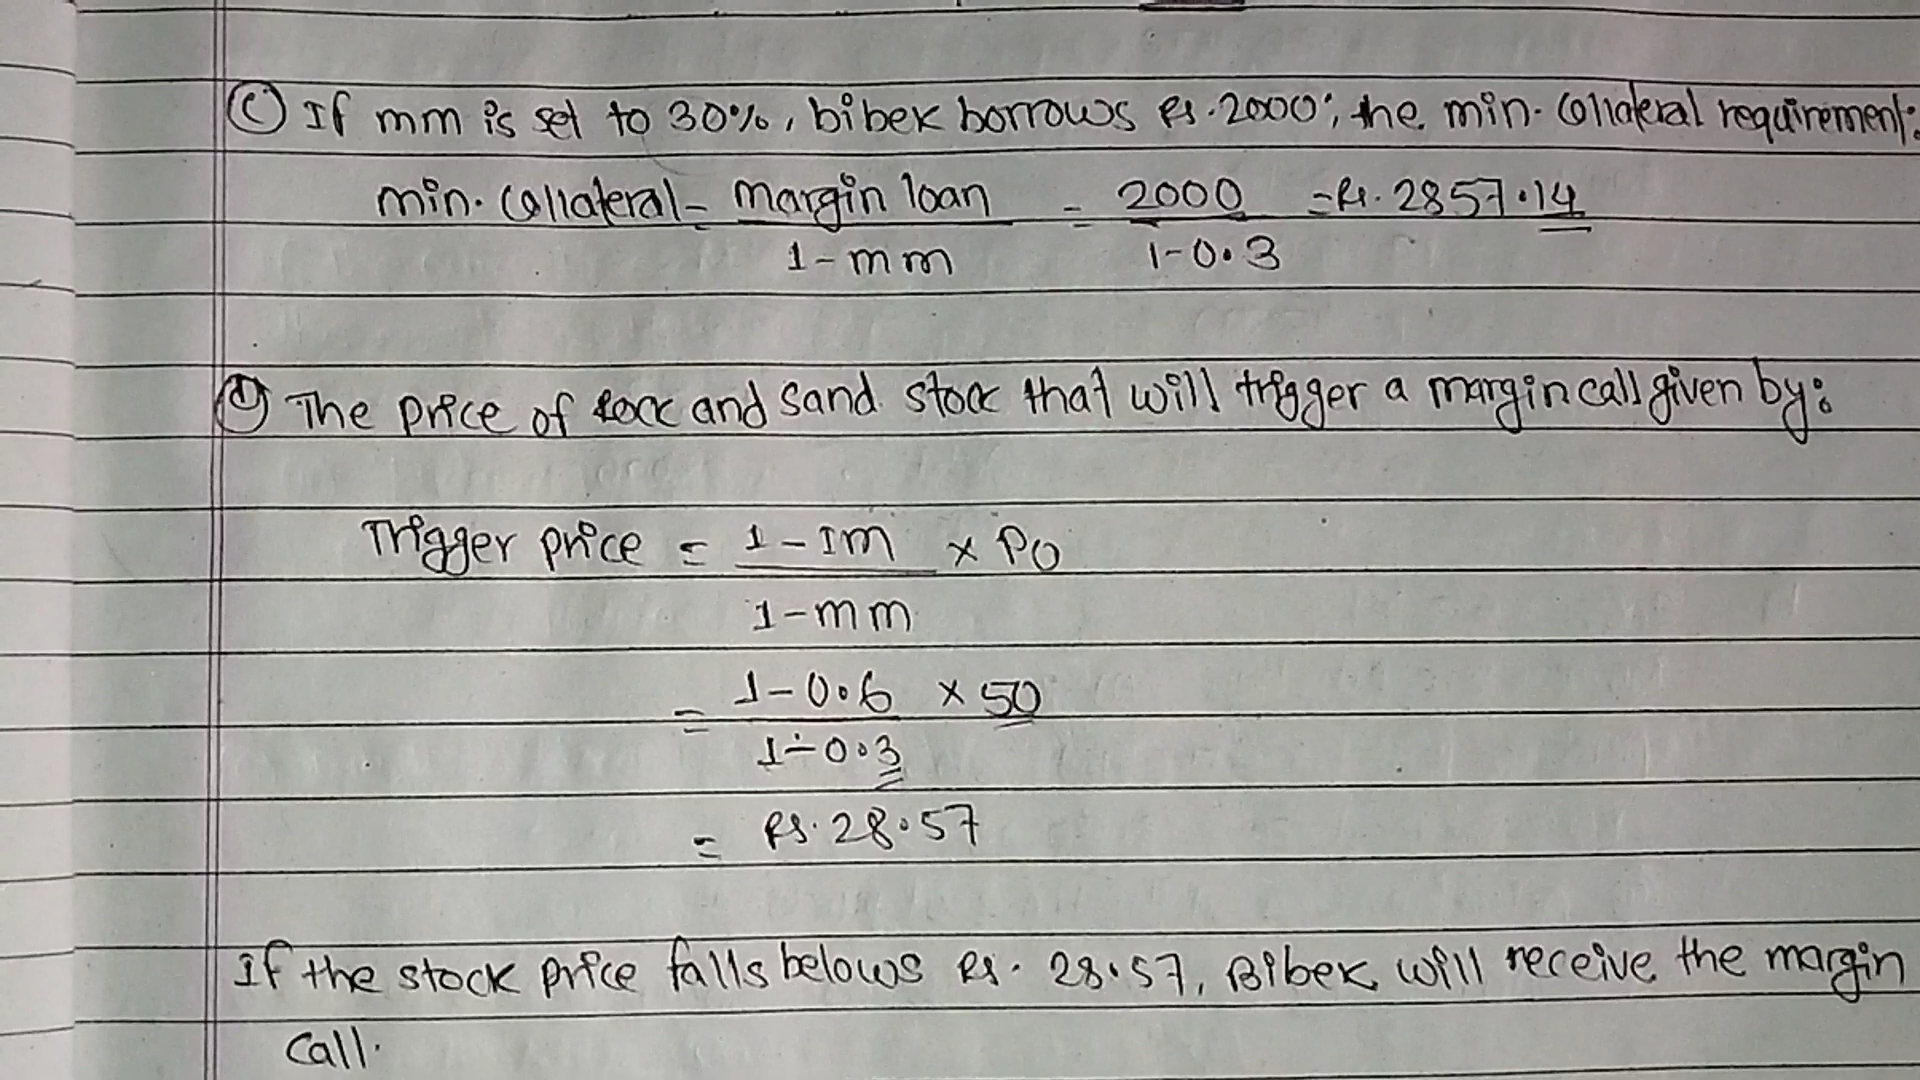 (C) If mm is set to 30%, bibek borrows Rs. 2000; the min. collateral requirement:
min. collateral = margin loan = 2000 = Rs. 2857.14
1-mm 1-0.3
(d) The price of rock and sand stock that will trigger a margin call given by:
Trigger price = 1-Im x P0
1-mm
= 1-0.6 x 50
1-0.3
= Rs. 28.57
If the stock price falls belows Rs. 28.57, Bibek will receive the margin
call.